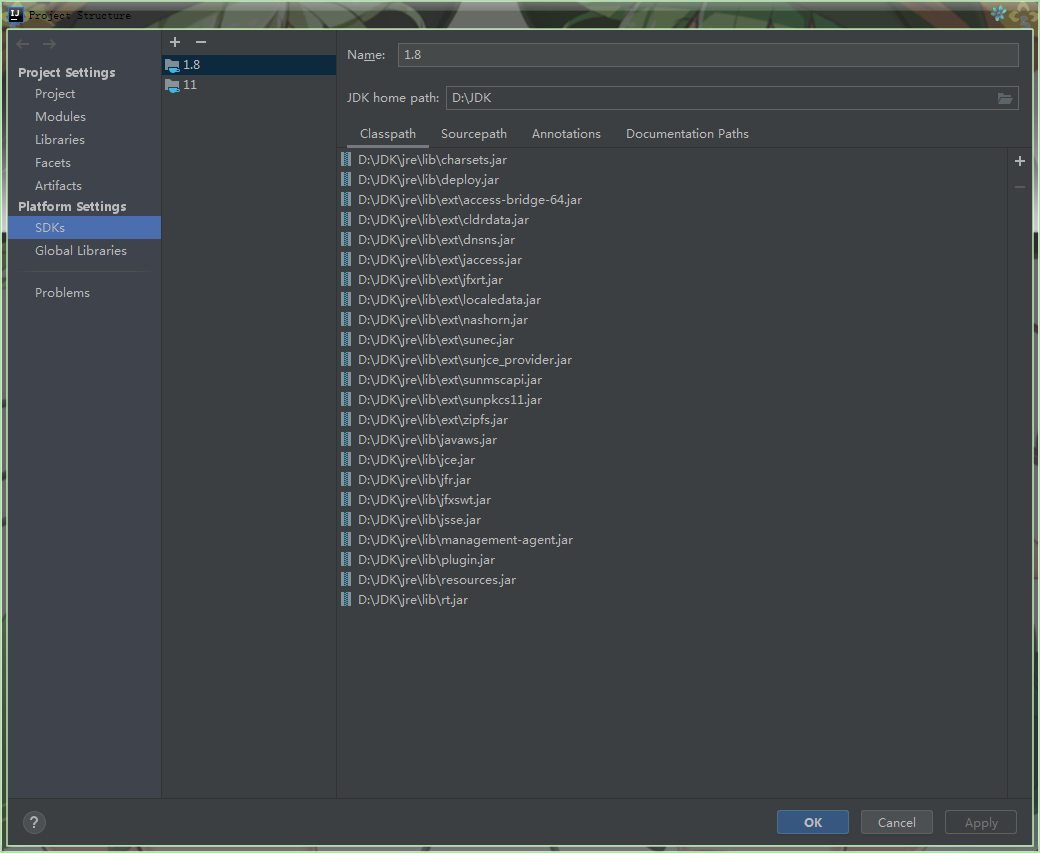 IJ Project Structure
Project Settings
Project
Modules
Libraries
Facets
Artifacts
Platform Settings
SDKs
Global Libraries
Problems
1.8
11
Name: 1.8
JDK home path: D:\JDK
Classpath Sourcepath Annotations Documentation Paths
D:\JDK\jre\lib\charsets.jar
D:\JDK\jre\lib\deploy.jar
D:\JDK\jre\lib\ext\access-bridge-64.jar
D:\JDK\jre\lib\ext\cldrdata.jar
D:\JDK\jre\lib\ext\dnsns.jar
D:\JDK\jre\lib\ext\jaccess.jar
D:\JDK\jre\lib\ext\jfxrt.jar
D:\JDK\jre\lib\ext\localedata.jar
D:\JDK\jre\lib\ext\nashorn.jar
D:\JDK\jre\lib\ext\sunec.jar
D:\JDK\jre\lib\ext\sunjce_provider.jar
D:\JDK\jre\lib\ext\sunmscapi.jar
D:\JDK\jre\lib\ext\sunpkcs11.jar
D:\JDK\jre\lib\ext\zipfs.jar
D:\JDK\jre\lib\javaws.jar
D:\JDK\jre\lib\jce.jar
D:\JDK\jre\lib\jfr.jar
D:\JDK\jre\lib\jfxswt.jar
D:\JDK\jre\lib\jsse.jar
D:\JDK\jre\lib\management-agent.jar
D:\JDK\jre\lib\plugin.jar
D:\JDK\jre\lib\resources.jar
D:\JDK\jre\lib\rt.jar
? OK Cancel Apply